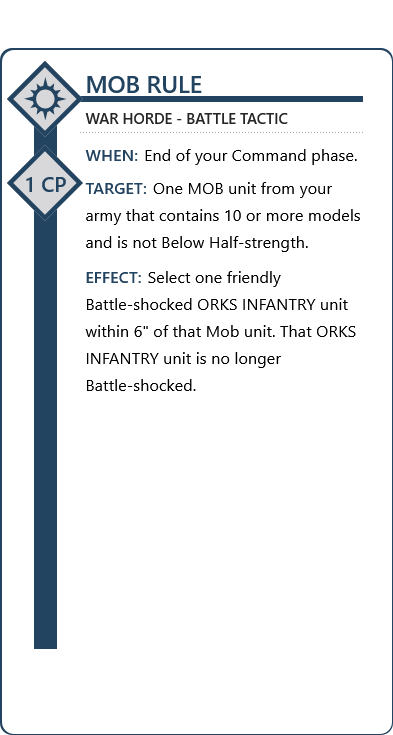 MOB RULE
WAR HORDE - BATTLE TACTIC
WHEN: End of your Command phase.
1 CP
TARGET: One MOB unit from your
army that contains 10 or more models
and is not Below Half-strength.
EFFECT: Select one friendly
Battle-shocked ORKS INFANTRY unit
within 6" of that Mob unit. That ORKS
INFANTRY unit is no longer
Battle-shocked.